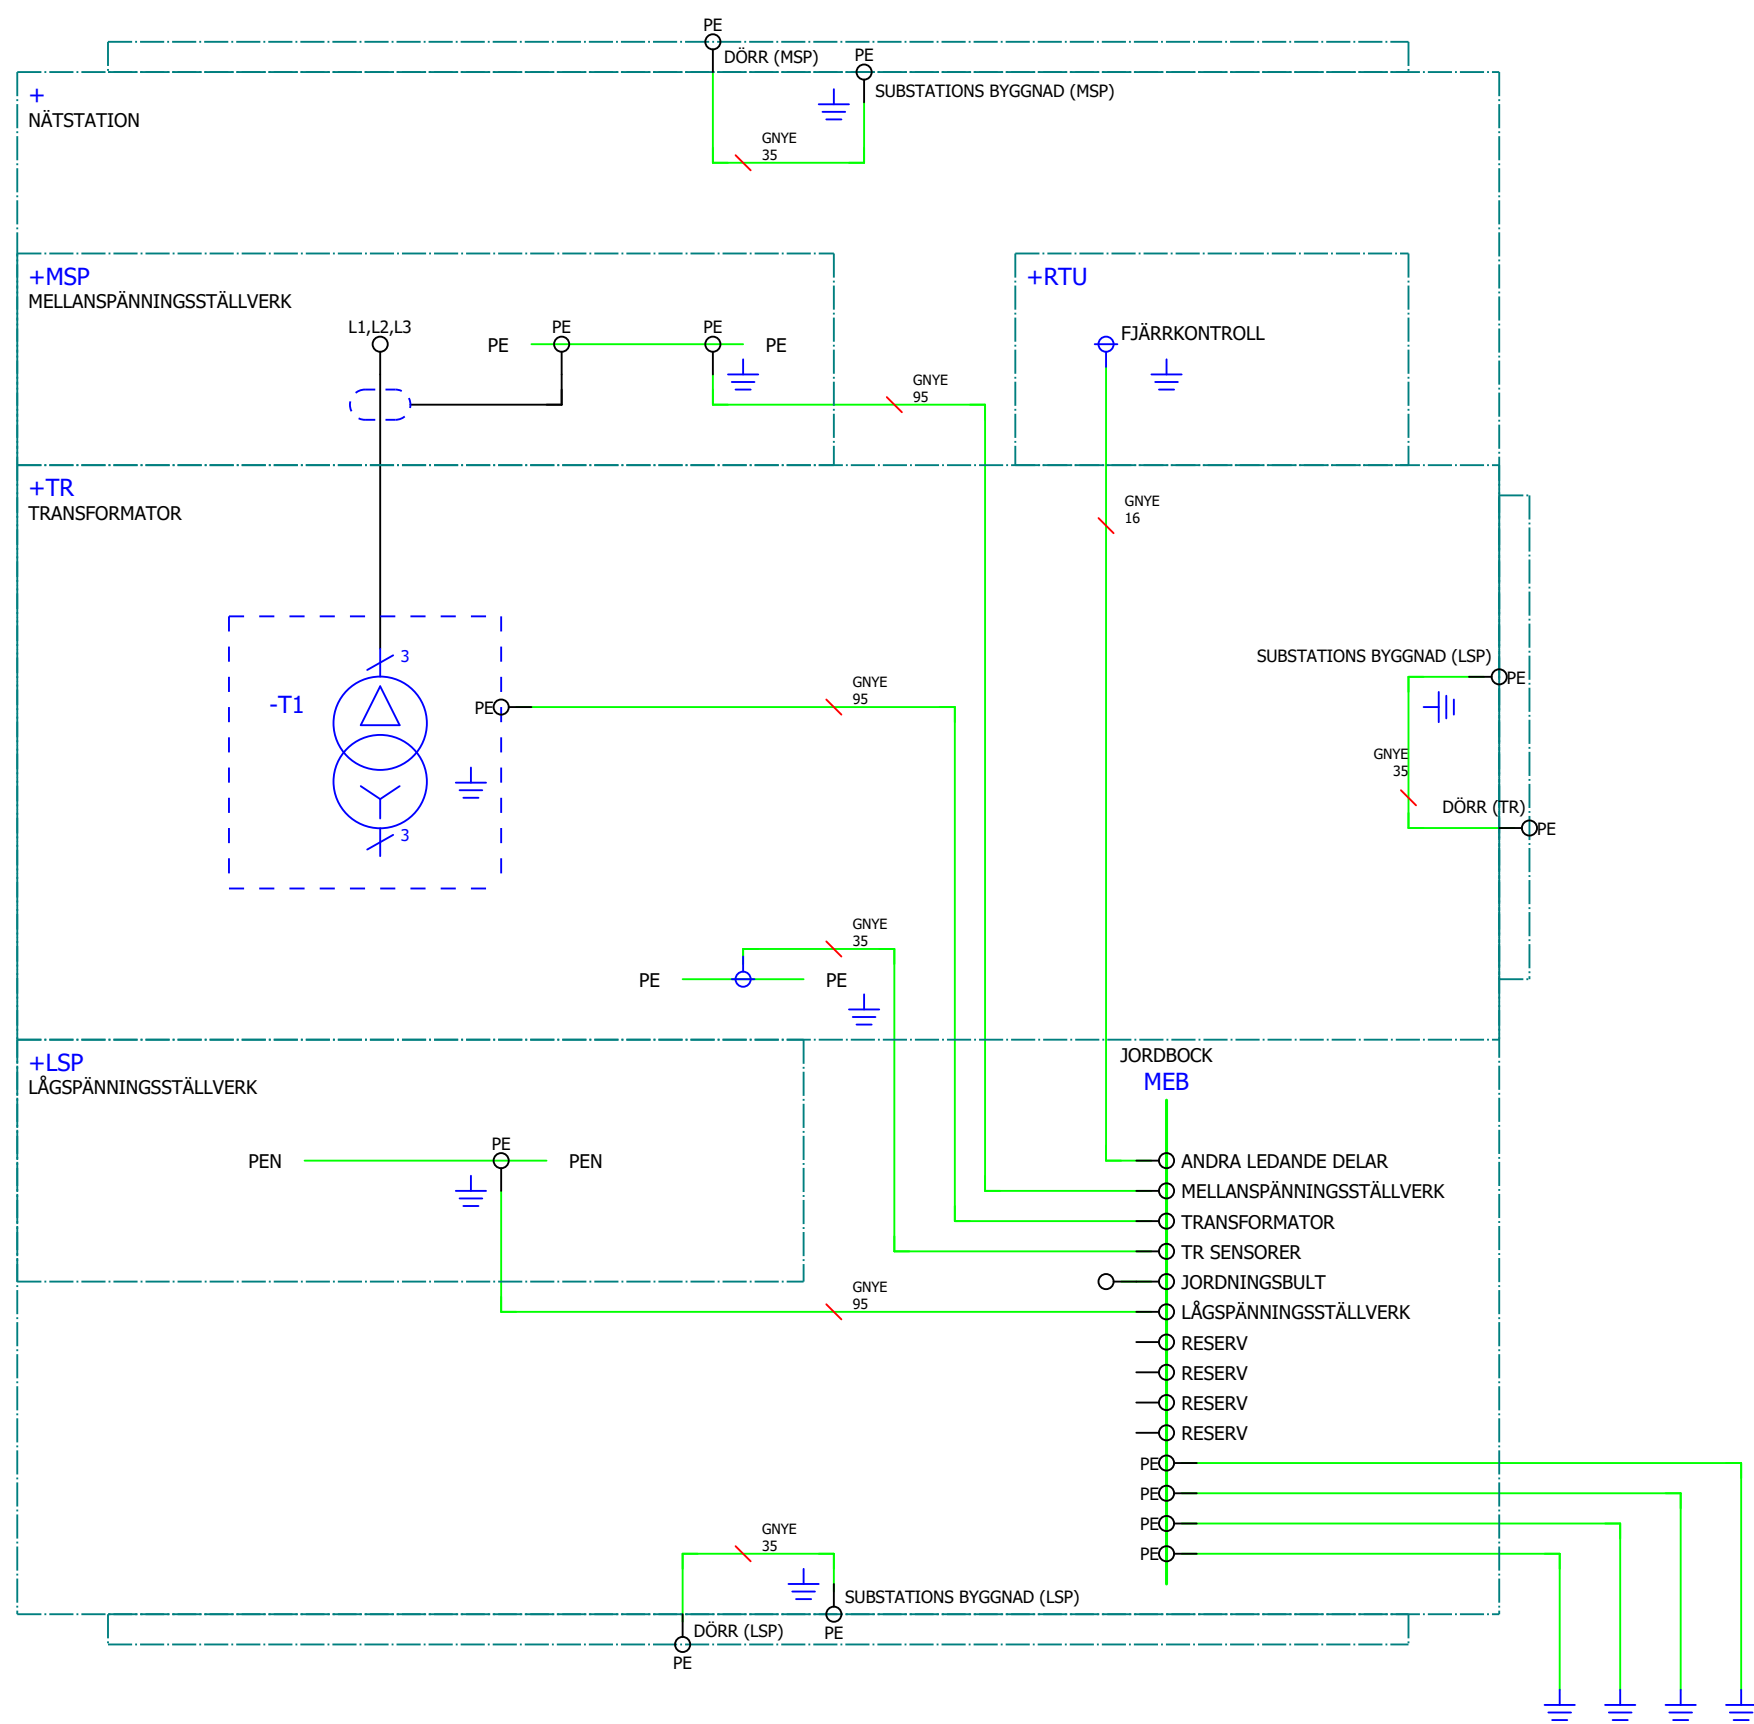 PE
DÖRR (MSP)
PE
SUBSTATIONS BYGGNAD (MSP)
+
NÄTSTATION
GNYE
35
+MSP
MELLANSPÄNNINGSSTÄLLVERK
L1,L2,L3
PE
PE
PE
PE
GNYE
95
+RTU
FJÄRRKONTROLL
+TR
TRANSFORMATOR
GNYE
16
3
-T1
3
PE
GNYE
95
SUBSTATIONS BYGGNAD (LSP)
PE
GNYE
35
DÖRR (TR)
PE
GNYE
35
PE
PE
+LSP
LÅGSPÄNNINGSSTÄLLVERK
PE
PEN
PEN
JORDBOCK
MEB
ANDRA LEDANDE DELAR
MELLANSPÄNNINGSSTÄLLVERK
TRANSFORMATOR
TR SENSORER
JORDNINGSBULT
GNYE
95
LÅGSPÄNNINGSSTÄLLVERK
RESERV
RESERV
RESERV
RESERV
PE
PE
PE
PE
GNYE
35
SUBSTATIONS BYGGNAD (LSP)
PE
DÖRR (LSP)
PE